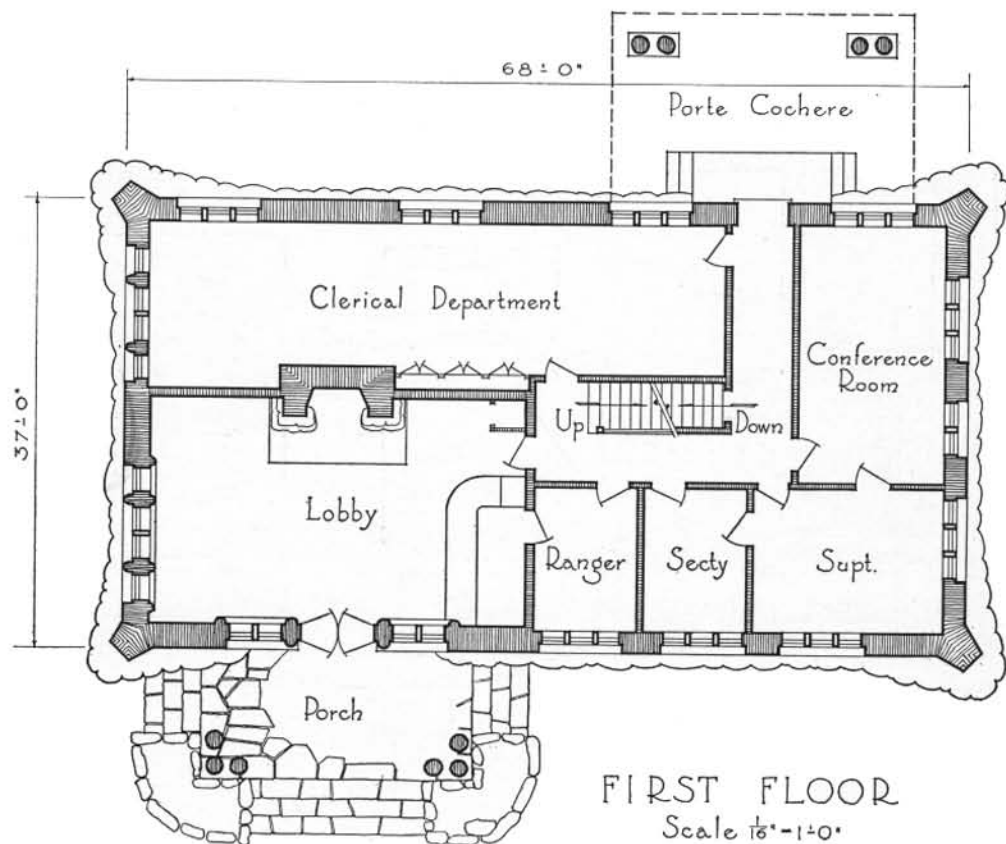 68'-0"
Porte Cochere
Clerical Department
Conference
Room
37'-0"
Up
Down
Lobby
Ranger
Secty
Supt.
Porch
FIRST FLOOR
Scale 1/16"=1'-0"